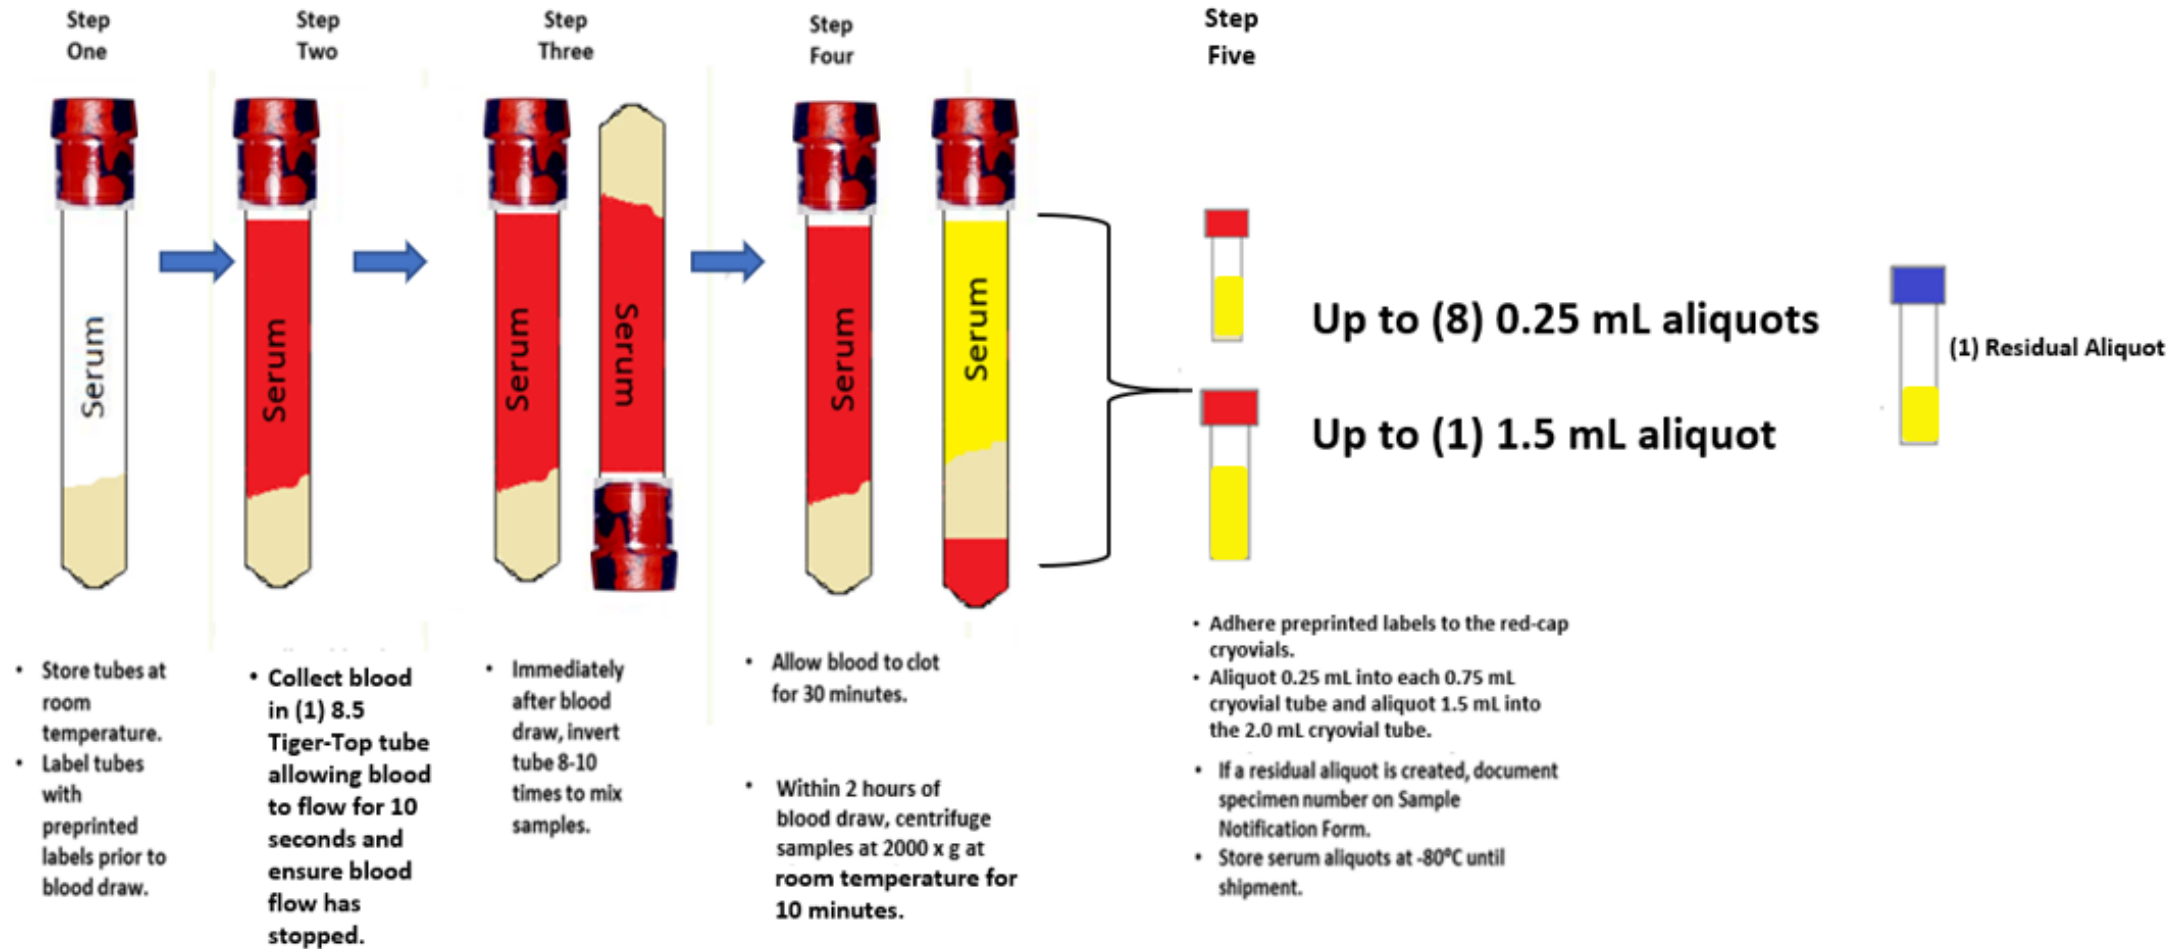 Step
One
Step
Two
Step
Three
Step
Four
Step
Five
Serum
Serum
Serum
Serum
Serum
Serum
Up to (8) 0.25 mL aliquots
Up to (1) 1.5 mL aliquot
(1) Residual Aliquot
• Store tubes at
room
temperature.
• Label tubes
with
preprinted
labels prior to
blood draw.
• Collect blood
in (1) 8.5
Tiger-Top tube
allowing blood
to flow for 10
seconds and
ensure blood
flow has
stopped.
• Immediately
after blood
draw, invert
tube 8-10
times to mix
samples.
• Allow blood to clot
for 30 minutes.
• Within 2 hours of
blood draw, centrifuge
samples at 2000 x g at
room temperature for
10 minutes.
• Adhere preprinted labels to the red-cap
cryovials.
• Aliquot 0.25 mL into each 0.75 mL
cryovial tube and aliquot 1.5 mL into
the 2.0 mL cryovial tube.
• If a residual aliquot is created, document
specimen number on Sample
Notification Form.
• Store serum aliquots at -80°C until
shipment.